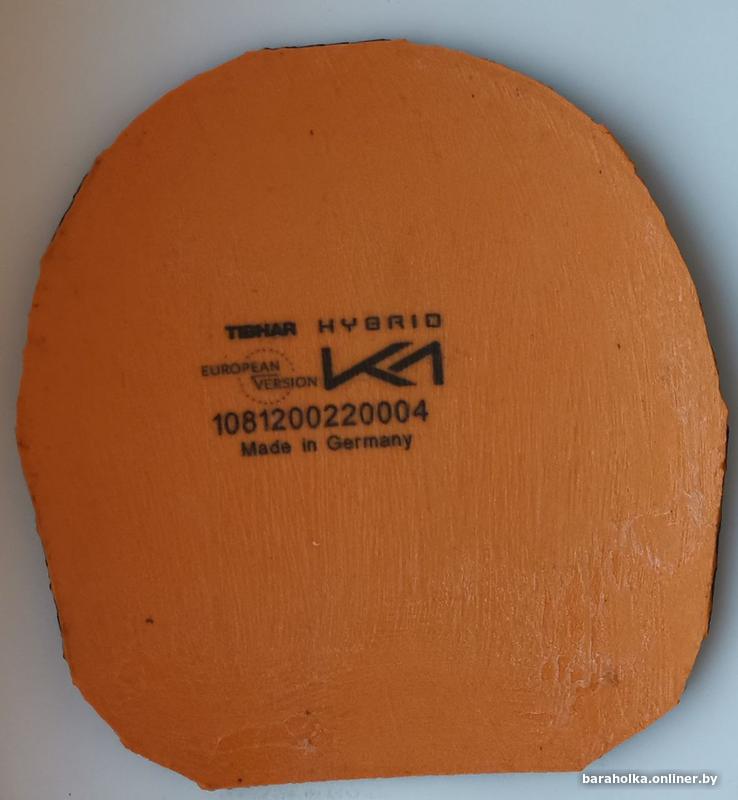 TIBHAR HYBRID
EUROPEAN VERSION K1
1081200220004
Made in Germany
baraholka.onliner.by